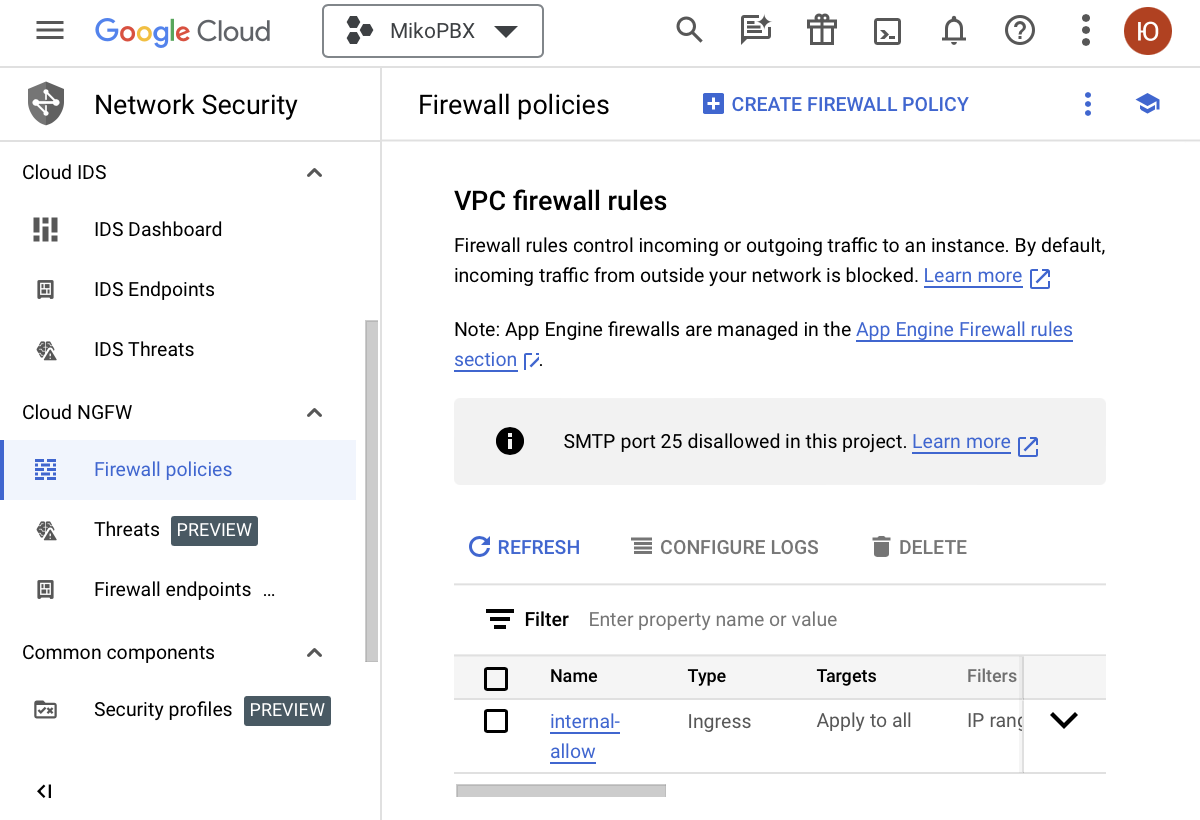 Google Cloud
MikoPBX
Ю
Network Security
Firewall policies
CREATE FIREWALL POLICY
Cloud IDS
IDS Dashboard
IDS Endpoints
IDS Threats
Cloud NGFW
Firewall policies
Threats PREVIEW
Firewall endpoints ...
Common components
Security profiles PREVIEW
VPC firewall rules
Firewall rules control incoming or outgoing traffic to an instance. By default,
incoming traffic from outside your network is blocked. Learn more
Note: App Engine firewalls are managed in the App Engine Firewall rules
section.
SMTP port 25 disallowed in this project. Learn more
REFRESH CONFIGURE LOGS DELETE
Filter Enter property name or value
Name Type Targets Filters
internal- Ingress Apply to all IP
allow